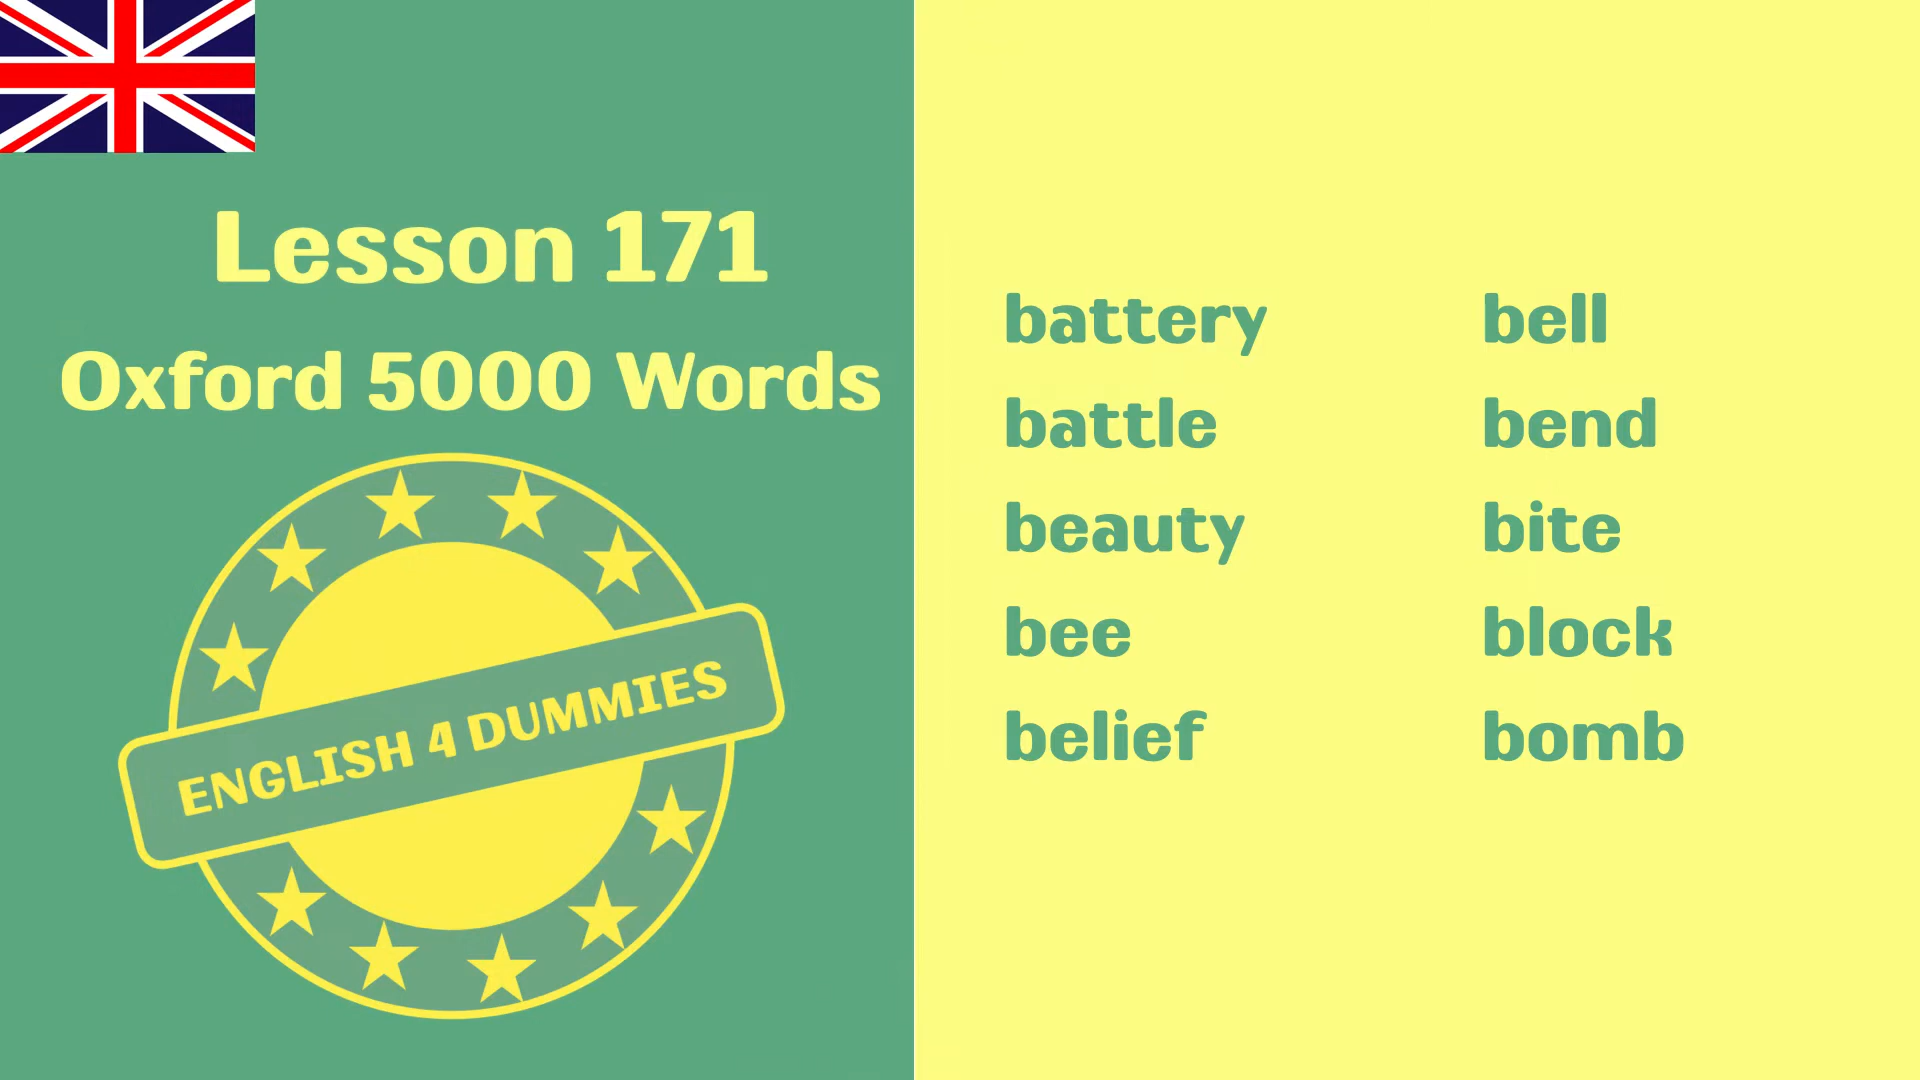 Lesson 171
Oxford 5000 Words
ENGLISH 4 DUMMIES
battery
battle
beauty
bee
belief
bell
bend
bite
block
bomb